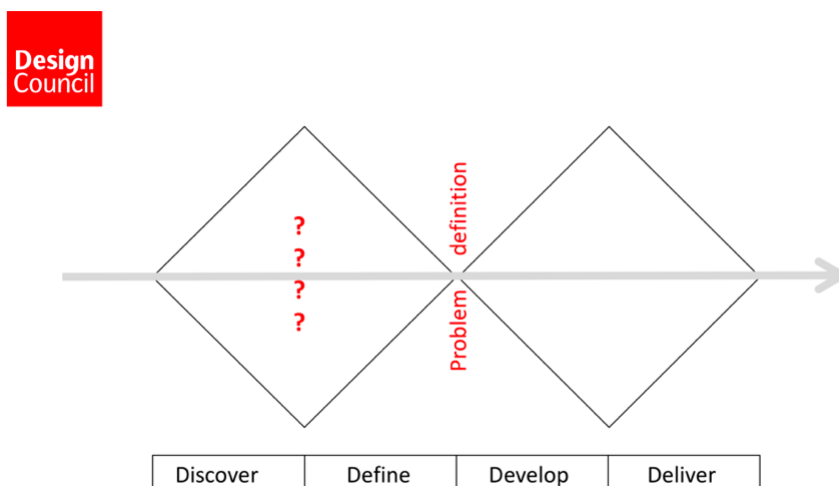 Design
Council
?
?
?
?
Problem definition
Discover
Define
Develop
Deliver